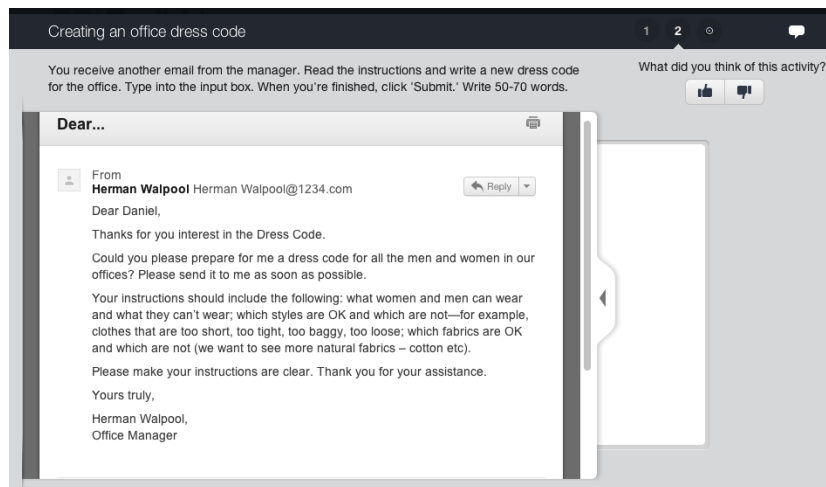 Creating an office dress code
1 2
You receive another email from the manager. Read the instructions and write a new dress code
for the office. Type into the input box. When you're finished, click 'Submit.' Write 50-70 words.
What did you think of this activity?
Dear...
From
Herman Walpool Herman Walpool@1234.com
Reply
Dear Daniel,
Thanks for you interest in the Dress Code.
Could you please prepare for me a dress code for all the men and women in our
offices? Please send it to me as soon as possible.
Your instructions should include the following: what women and men can wear
and what they can't wear; which styles are OK and which are not—for example,
clothes that are too short, too tight, too baggy, too loose; which fabrics are OK
and which are not (we want to see more natural fabrics – cotton etc).
Please make your instructions are clear. Thank you for your assistance.
Yours truly,
Herman Walpool,
Office Manager